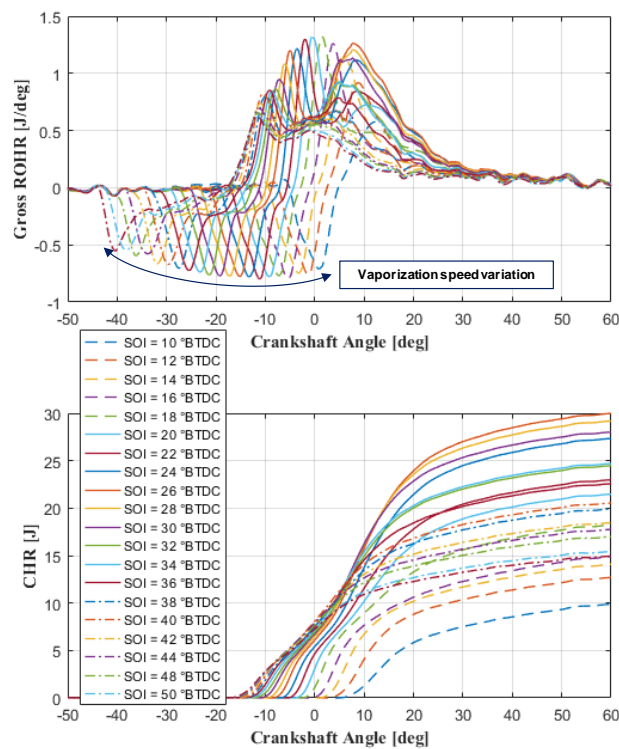 1.5
1
0.5
0
-0.5
-1
Gross ROHR [J/deg]
Vaporization speed variation
-50 -40 -30 -20 -10 0 10 20 30 40 50 60
Crankshaft Angle [deg]
SOI = 10 °BTDC
SOI = 12 °BTDC
SOI = 14 °BTDC
SOI = 16 °BTDC
SOI = 18 °BTDC
SOI = 20 °BTDC
SOI = 22 °BTDC
SOI = 24 °BTDC
SOI = 26 °BTDC
SOI = 28 °BTDC
SOI = 30 °BTDC
SOI = 32 °BTDC
SOI = 34 °BTDC
SOI = 36 °BTDC
SOI = 38 °BTDC
SOI = 40 °BTDC
SOI = 42 °BTDC
SOI = 44 °BTDC
SOI = 48 °BTDC
SOI = 50 °BTDC
30
25
20
15
10
5
0
CHR [J]
-50 -40 -30 -20 -10 0 10 20 30 40 50 60
Crankshaft Angle [deg]